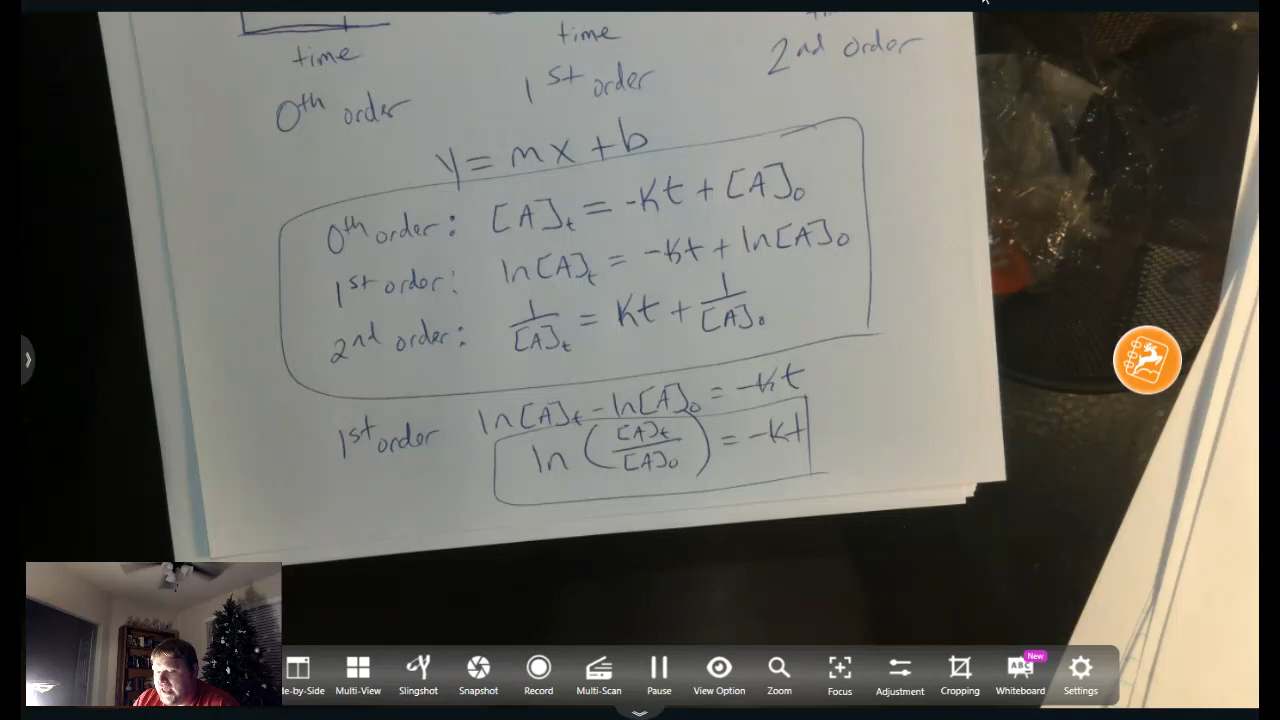 time
time
0th order
1st order
2nd order
y = mx + b
0th order: [A]t = -Kt + [A]0
1st order: ln[A]t = -Kt + ln[A]0
2nd order: 1/[A]t = Kt + 1/[A]0
1st order ln[A]t - ln[A]0 = -Kt
ln([A]t/[A]0) = -Kt
New
ABC
de-by-Side
Multi-View
Slingshot
Snapshot
Record
Multi-Scan
Pause
View Option
Zoom
Focus
Adjustment
Cropping
Whiteboard
Settings